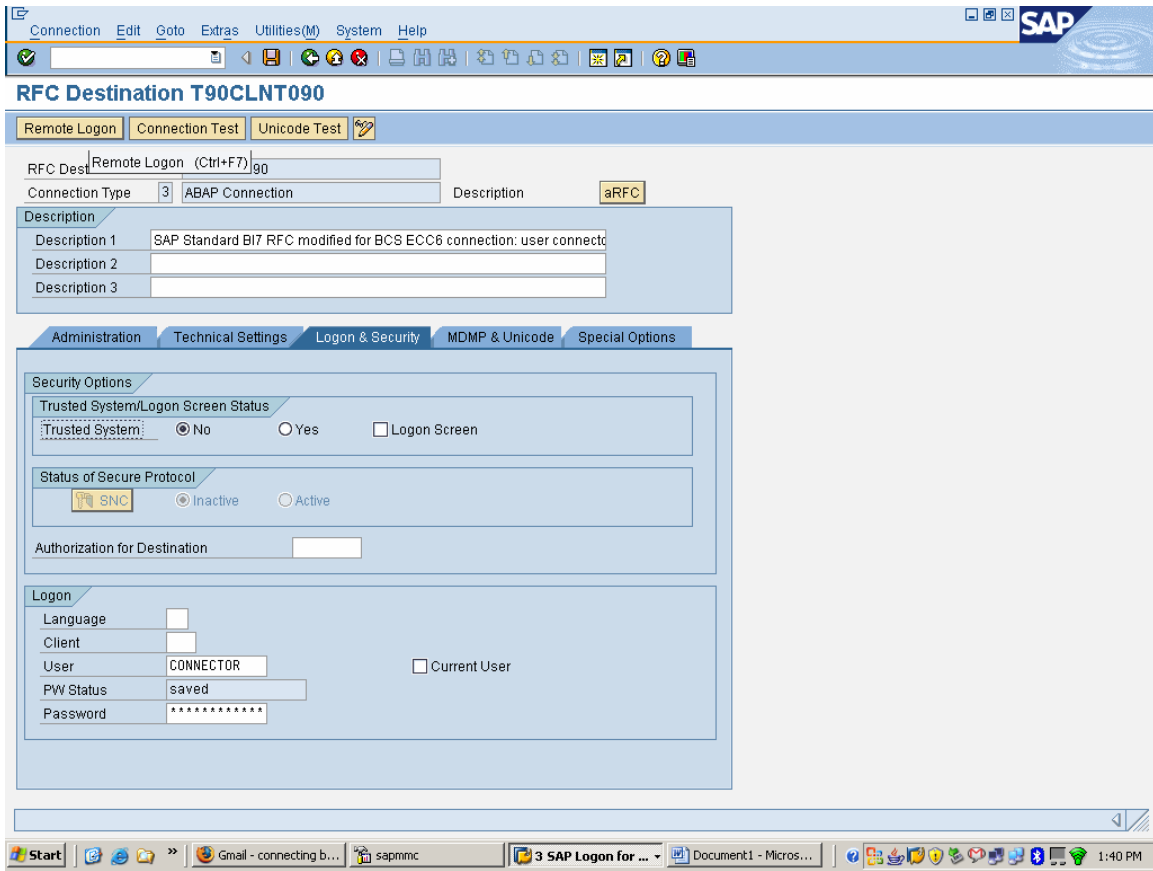 Connection Edit Goto Extras Utilities(M) System Help
SAP
RFC Destination T90CLNT090
Remote Logon Connection Test Unicode Test
RFC Dest Remote Logon (Ctrl+F7) 90
Connection Type 3 ABAP Connection Description aRFC
Description
Description 1 SAP Standard BI7 RFC modified for BCS ECC6 connection: user connecto
Description 2
Description 3
Administration Technical Settings Logon & Security MDMP & Unicode Special Options
Security Options
Trusted System/Logon Screen Status
Trusted System No Yes Logon Screen
Status of Secure Protocol
SNC Inactive Active
Authorization for Destination
Logon
Language
Client
User CONNECTOR Current User
PW Status saved
Password ************
Start » Gmail - connecting b... sapmmc 3 SAP Logon for ... Document1 - Micros... 1:40 PM